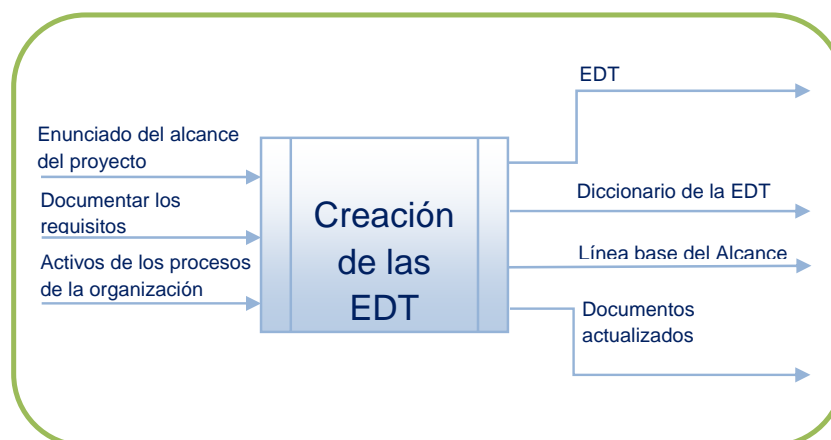 Enunciado del alcance
del proyecto
Documentar los
requisitos
Activos de los procesos
de la organización
Creación
de las
EDT
EDT
Diccionario de la EDT
Línea base del Alcance
Documentos
actualizados